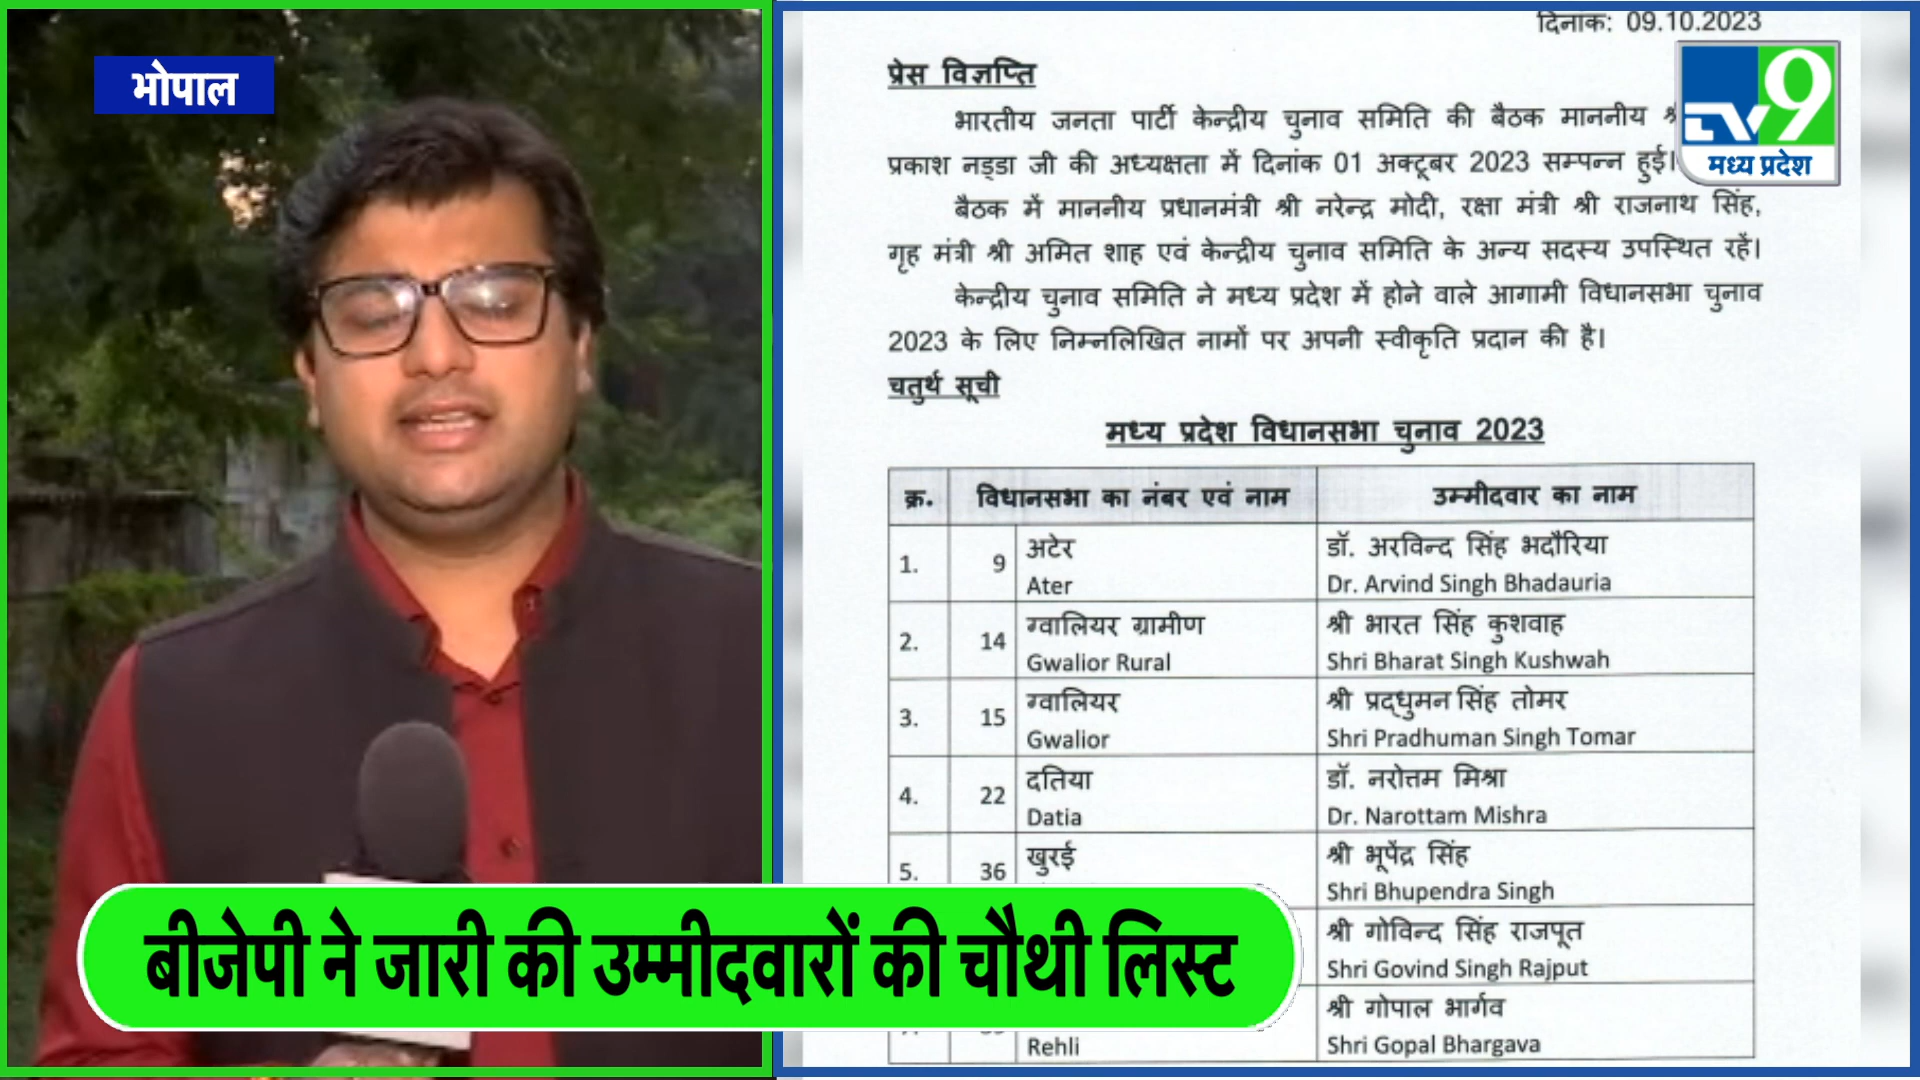 भोपाल
दिनांक: 09.10.2023
TV9
मध्य प्रदेश
प्रेस विज्ञप्ति
भारतीय जनता पार्टी केन्द्रीय चुनाव समिति की बैठक माननीय
प्रकाश नड्डा जी की अध्यक्षता में दिनांक 01 अक्टूबर 2023 सम्पन्न हुई।
बैठक में माननीय प्रधानमंत्री श्री नरेन्द्र मोदी, रक्षा मंत्री श्री राजनाथ सिंह,
गृह मंत्री श्री अमित शाह एवं केन्द्रीय चुनाव समिति के अन्य सदस्य उपस्थित रहें।
केन्द्रीय चुनाव समिति ने मध्य प्रदेश में होने वाले आगामी विधानसभा चुनाव
2023 के लिए निम्नलिखित नामों पर अपनी स्वीकृति प्रदान की है।
चतुर्थ सूची
मध्य प्रदेश विधानसभा चुनाव 2023
क्र. विधानसभा का नंबर एवं नाम उम्मीदवार का नाम
1. 9 अटेर डॉ. अरविन्द सिंह भदौरिया
Ater Dr. Arvind Singh Bhadauria
2. 14 ग्वालियर ग्रामीण श्री भारत सिंह कुशवाह
Gwalior Rural Shri Bharat Singh Kushwah
3. 15 ग्वालियर श्री प्रद्धुमन सिंह तोमर
Gwalior Shri Pradhuman Singh Tomar
4. 22 दतिया डॉ. नरोत्तम मिश्रा
Datia Dr. Narottam Mishra
5. 36 खुरई श्री भूपेंद्र सिंह
Shri Bhupendra Singh
श्री गोविन्द सिंह राजपूत
Shri Govind Singh Rajput
श्री गोपाल भार्गव
Rehli Shri Gopal Bhargava
बीजेपी ने जारी की उम्मीदवारों की चौथी लिस्ट